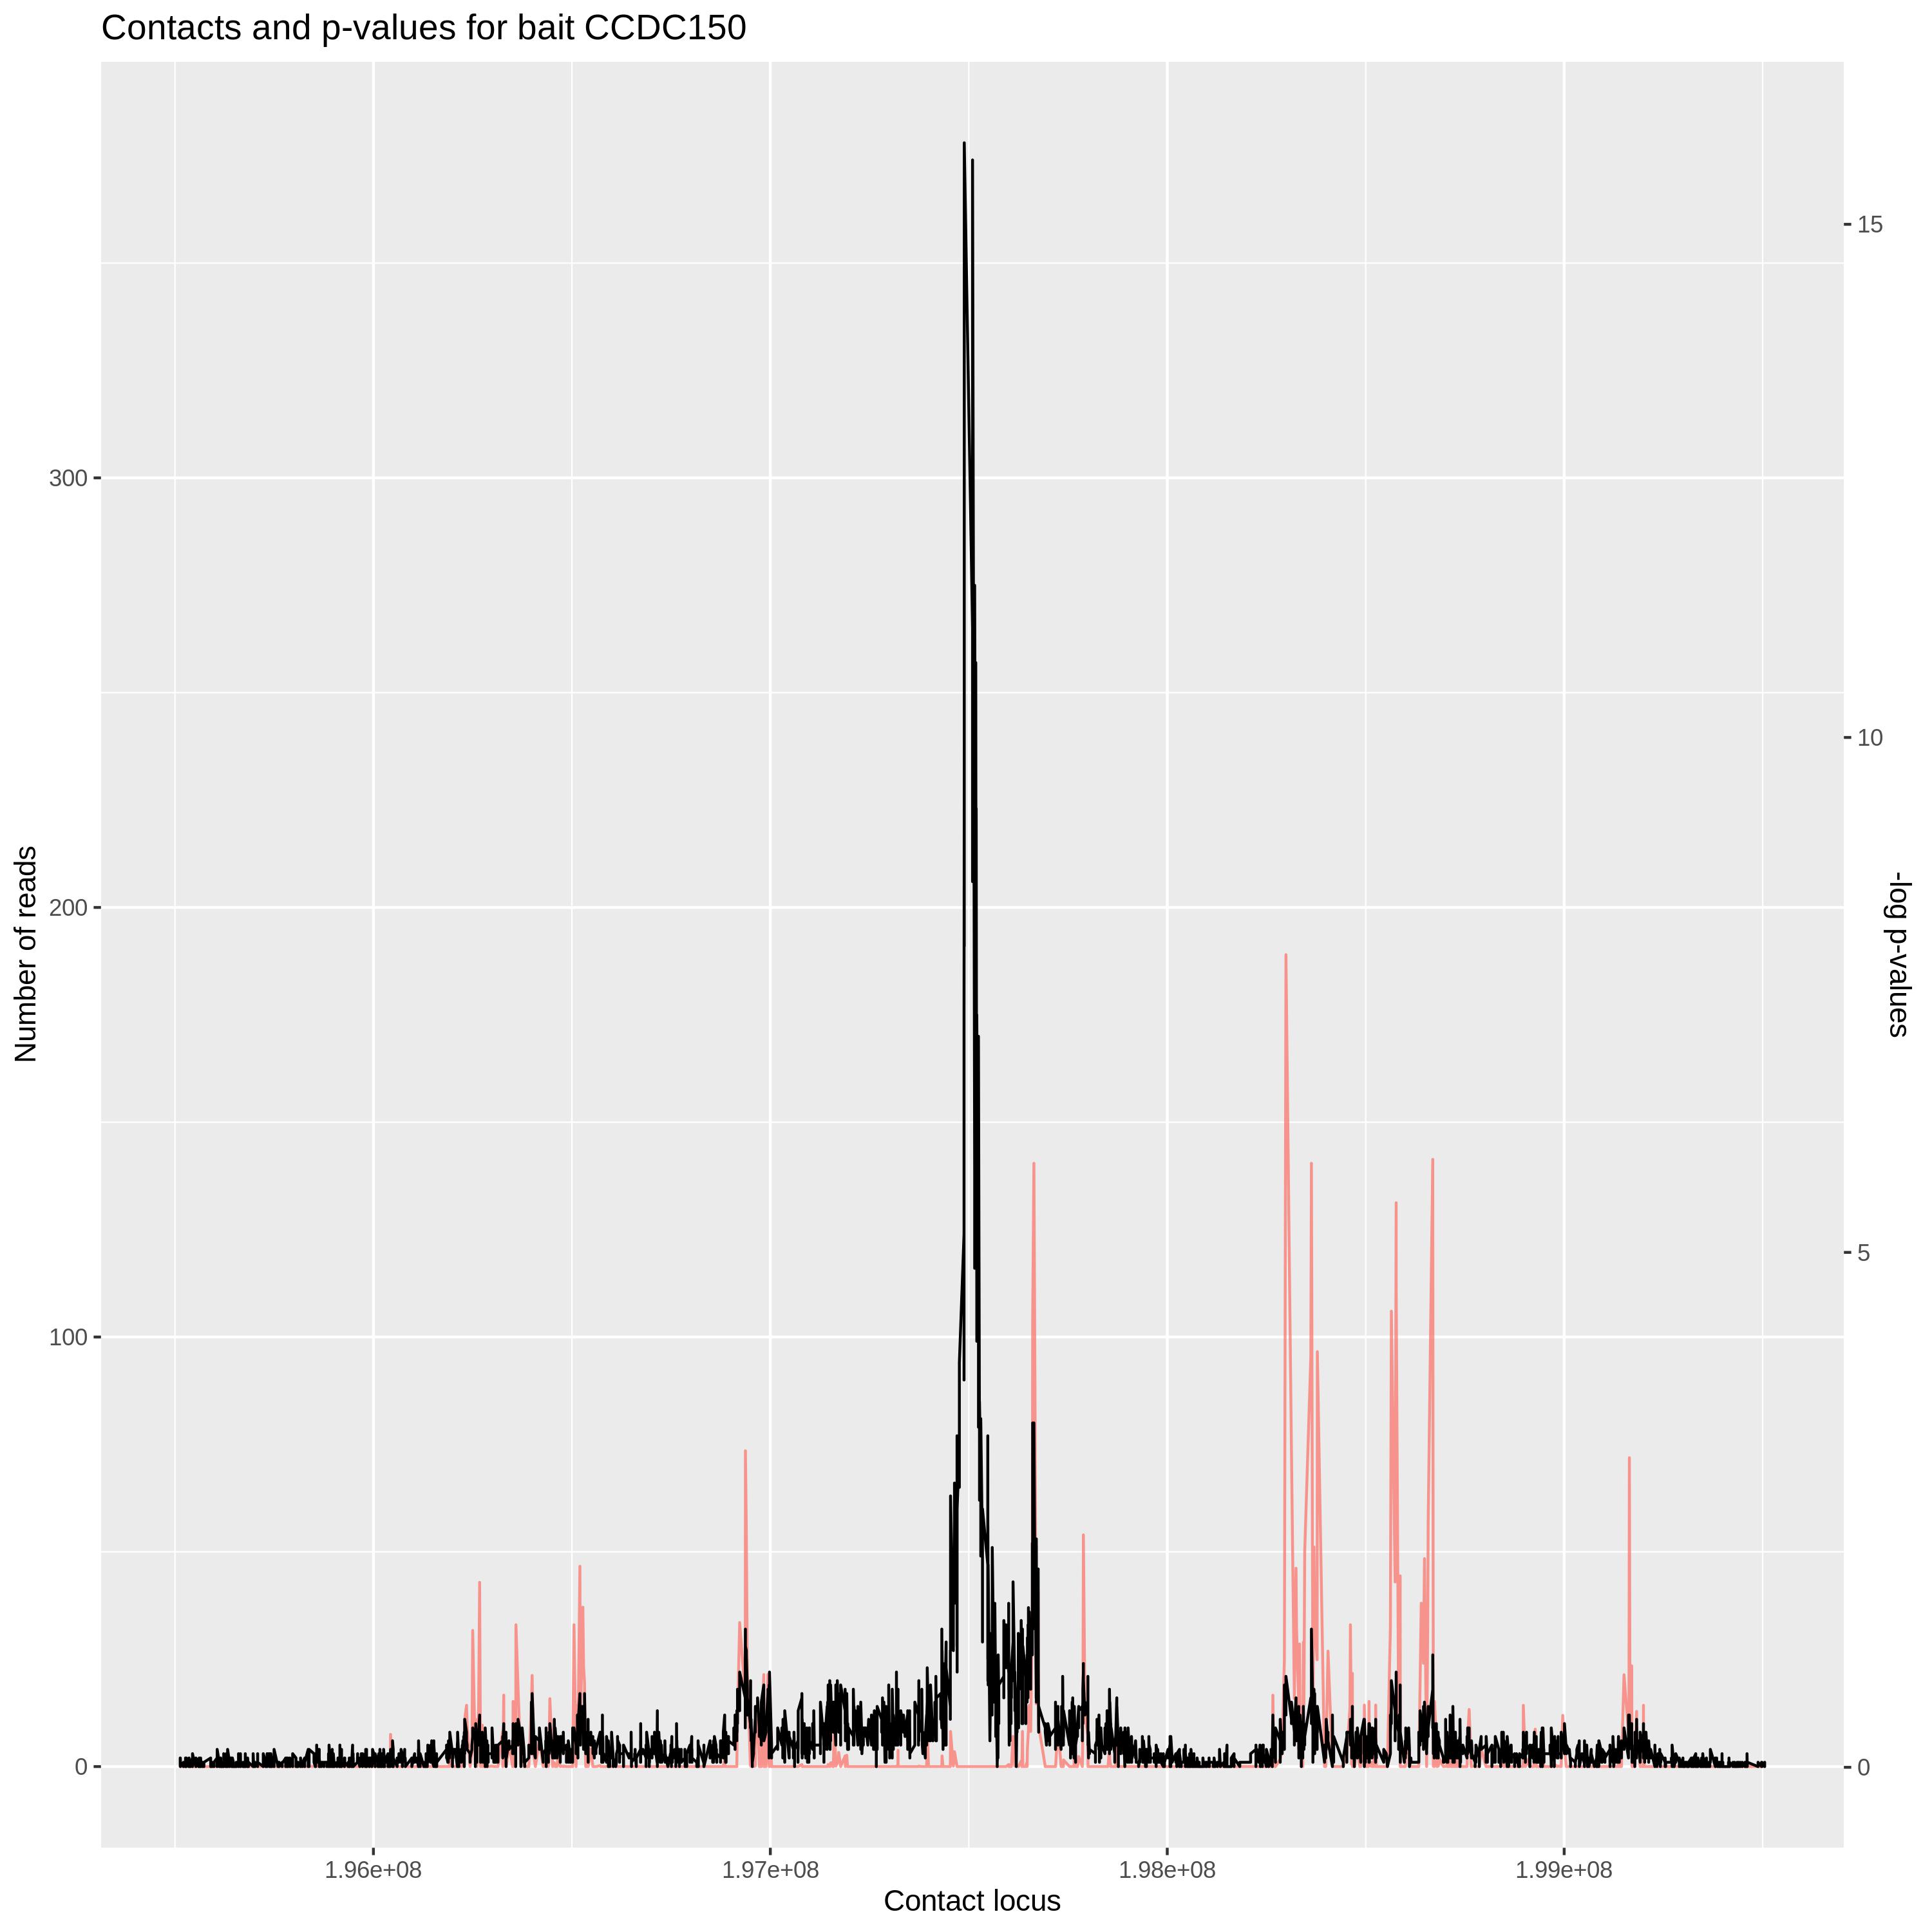 Contacts and p-values for bait CCDC150
Number of reads
300
200
100
0
15
10
5
0
-log p-values
1.96e+08 1.97e+08 1.98e+08 1.99e+08
Contact locus